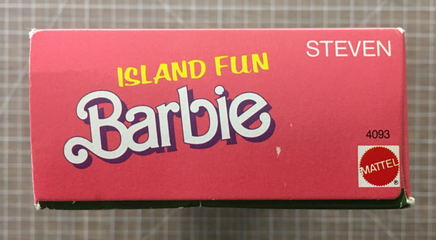 STEVEN
ISLAND FUN
Barbie
4093
MATTEL
®